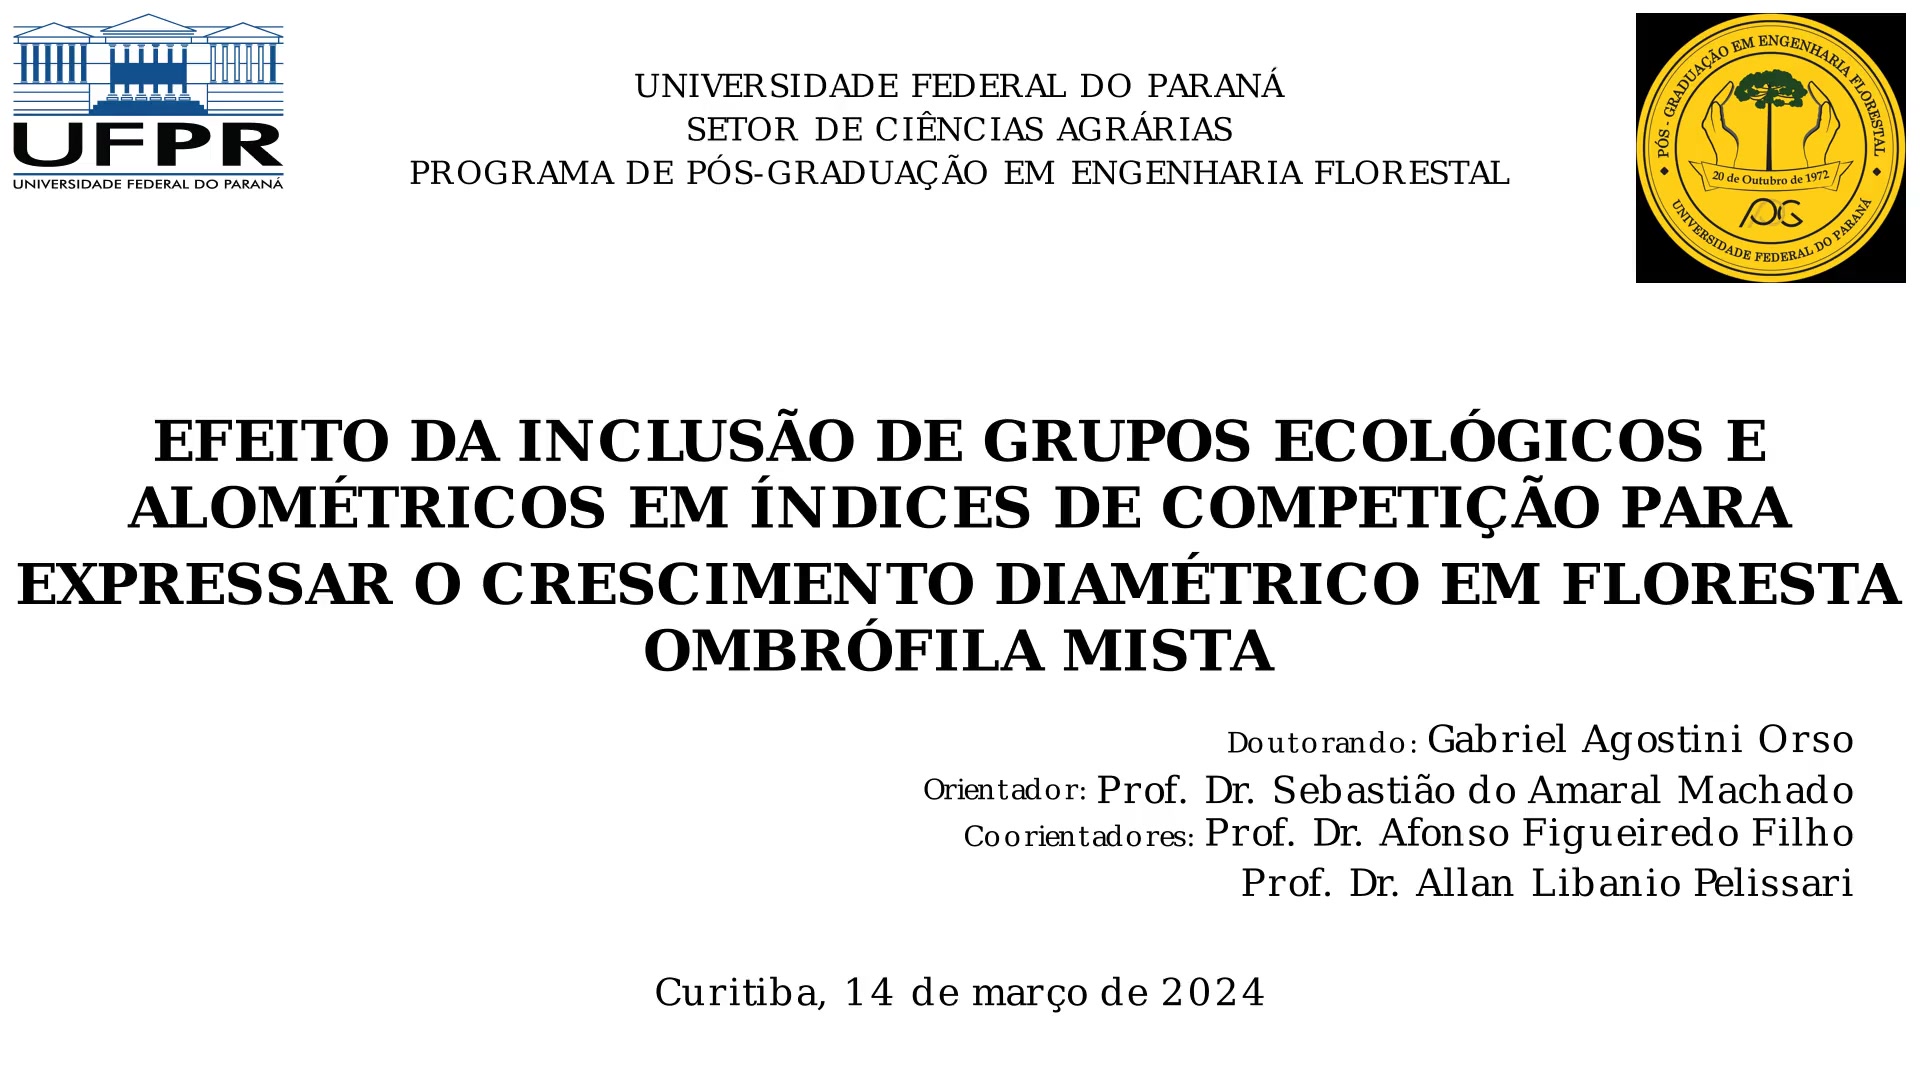 UFPR
UNIVERSIDADE FEDERAL DO PARANÁ
UNIVERSIDADE FEDERAL DO PARANÁ
SETOR DE CIÊNCIAS AGRÁRIAS
PROGRAMA DE PÓS-GRADUAÇÃO EM ENGENHARIA FLORESTAL
PÓS - GRADUAÇÃO EM ENGENHARIA FLORESTAL
20 de Outubro de 1972
UNIVERSIDADE FEDERAL DO PARANÁ
EFEITO DA INCLUSÃO DE GRUPOS ECOLÓGICOS E
ALOMÉTRICOS EM ÍNDICES DE COMPETIÇÃO PARA
EXPRESSAR O CRESCIMENTO DIAMÉTRICO EM FLORESTA
OMBRÓFILA MISTA
Doutorando: Gabriel Agostini Orso
Orientador: Prof. Dr. Sebastião do Amaral Machado
Coorientadores: Prof. Dr. Afonso Figueiredo Filho
Prof. Dr. Allan Libanio Pelissari
Curitiba, 14 de março de 2024